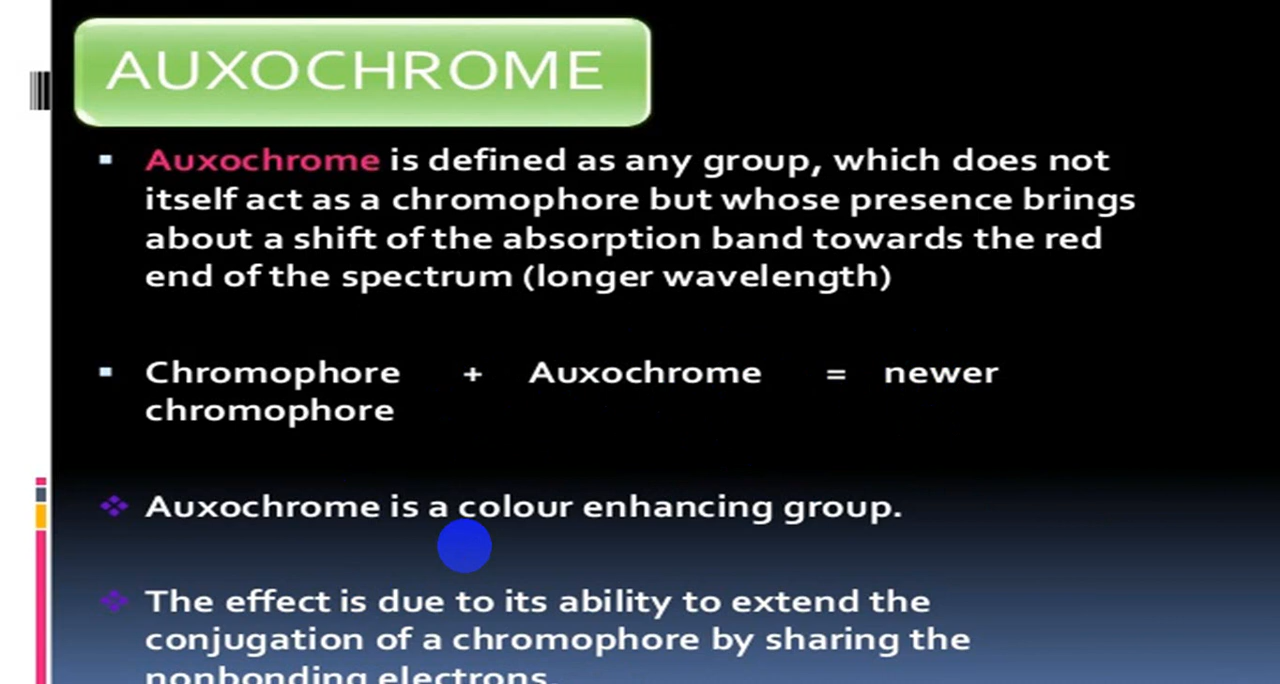 AUXOCHROME
Auxochrome is defined as any group, which does not
itself act as a chromophore but whose presence brings
about a shift of the absorption band towards the red
end of the spectrum (longer wavelength)
Chromophore + Auxochrome = newer
chromophore
Auxochrome is a colour enhancing group.
The effect is due to its ability to extend the
conjugation of a chromophore by sharing the
nonbonding electrons.